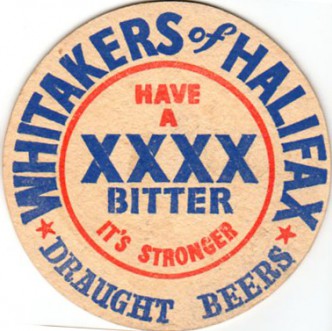 WHITAKERS of HALIFAX
HAVE
A
XXXX
BITTER
IT'S STRONGER
DRAUGHT BEERS